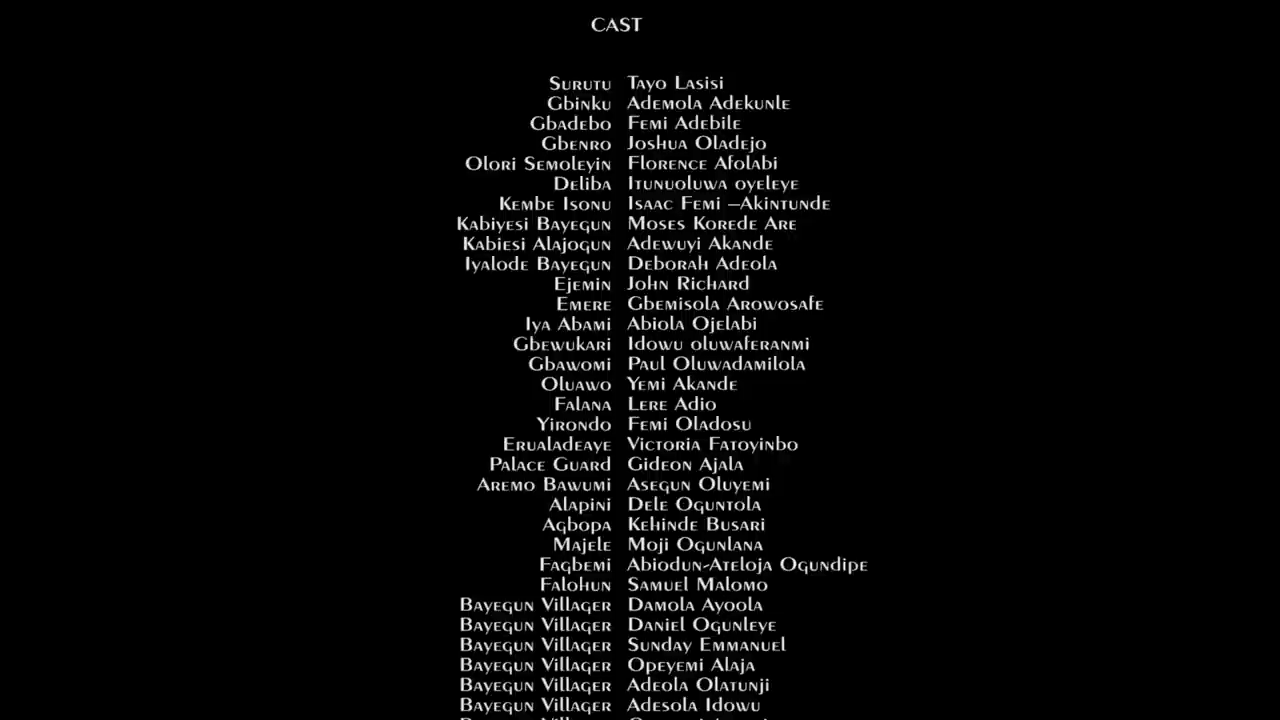 CAST
Surutu Tayo Lasisi
Gbinku Ademola Adekunle
Gbadebo Femi Adebile
Gbenro Joshua Oladejo
Olori Semoleyin Florence Afolabi
Deliba Itunuoluwa oyeleye
Kembe Isonu Isaac Femi –Akintunde
Kabiyesi Bayegun Moses Korede Are
Kabiesi Alajogun Adewuyi Akande
Iyalode Bayegun Deborah Adeola
Ejemin John Richard
Emere Gbemisola Arowosafe
Iya Abami Abiola Ojelabi
Gbewukari Idowu oluwaferanmi
Gbawomi Paul Oluwadamilola
Oluawo Yemi Akande
Falana Lere Adio
Yirondo Femi Oladosu
Erualadeaye Victoria Fatoyinbo
Palace Guard Gideon Ajala
Aremo Bawumi Asegun Oluyemi
Alapini Dele Oguntola
Agbopa Kehinde Busari
Majele Moji Ogunlana
Fagbemi Abiodun-Ateloja Ogundipe
Falohun Samuel Malomo
Bayegun Villager Damola Ayoola
Bayegun Villager Daniel Ogunleye
Bayegun Villager Sunday Emmanuel
Bayegun Villager Opeyemi Alaja
Bayegun Villager Adeola Olatunji
Bayegun Villager Adesola Idowu
Bayegun Villager